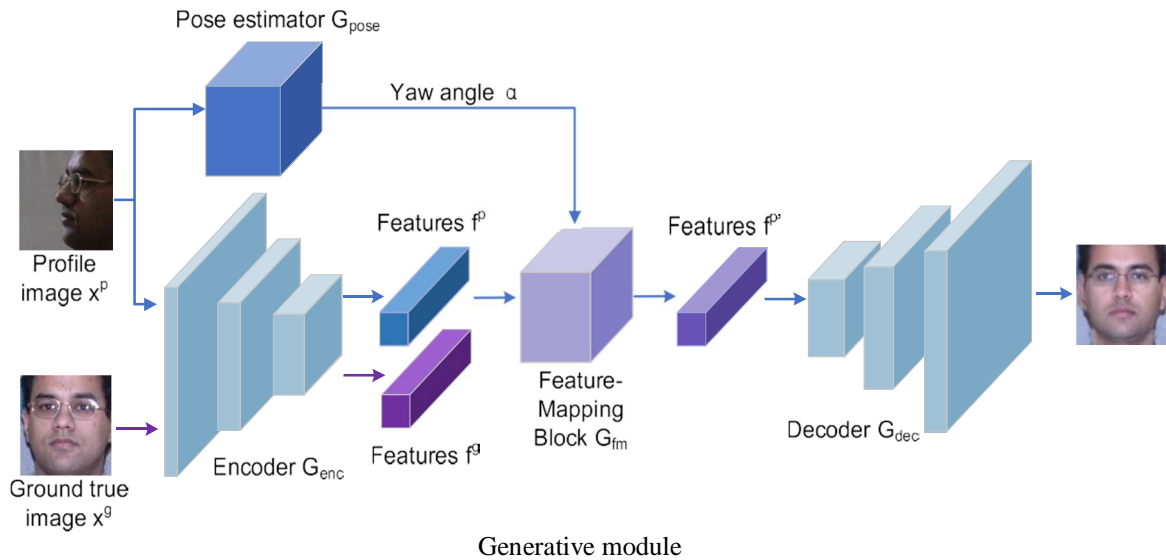 Pose estimator G_pose
Yaw angle α
Profile
image x^p
Features f^p
Features f^p'
Feature-
Mapping
Block G_fm
Decoder G_dec
Encoder G_enc
Features f^g
Ground true
image x^g
Generative module